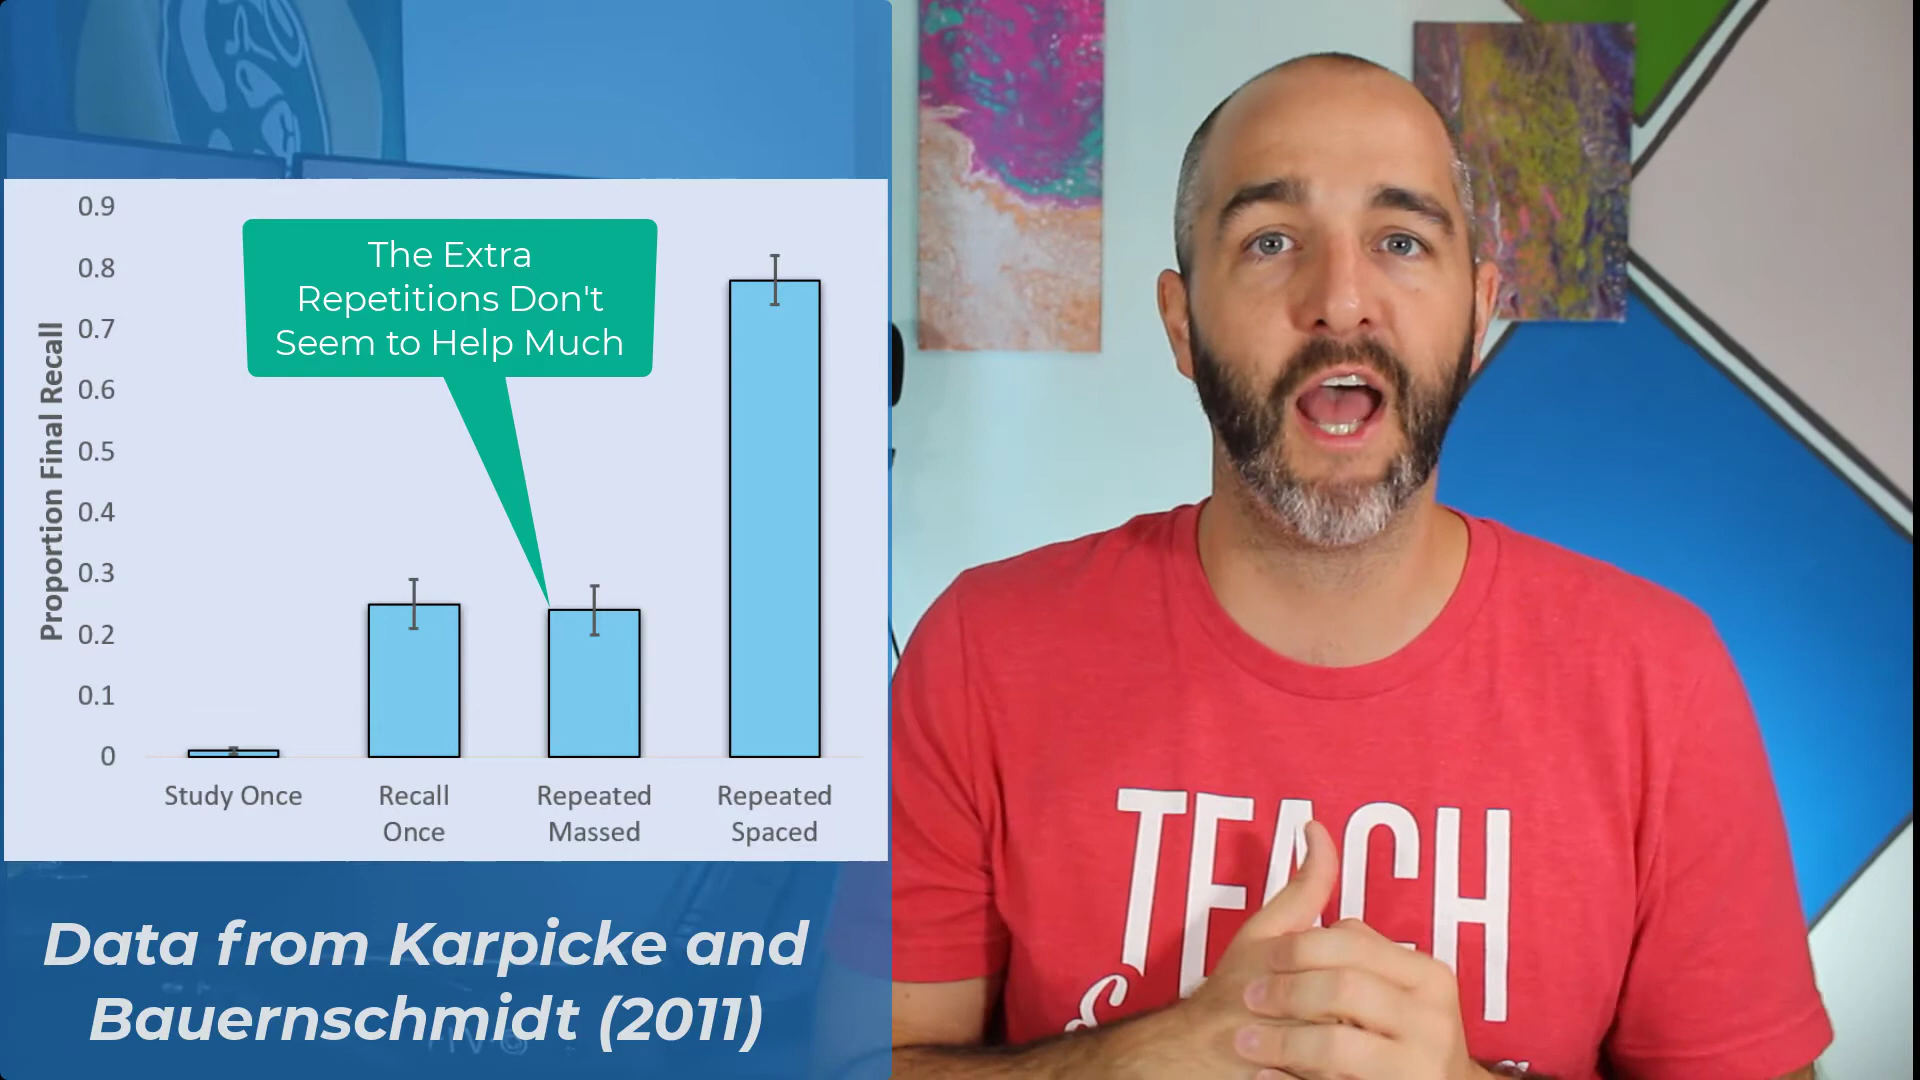 0.9
0.8
0.7
0.6
0.5
0.4
0.3
0.2
0.1
0
Proportion Final Recall
The Extra
Repetitions Don't
Seem to Help Much
Study Once
Recall
Once
Repeated
Massed
Repeated
Spaced
Data from Karpicke and
Bauernschmidt (2011)
TEACH
&